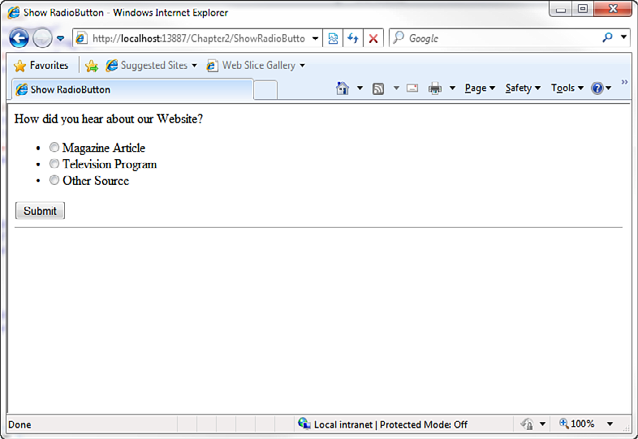 Show RadioButton - Windows Internet Explorer
http://localhost:13887/Chapter2/ShowRadioButto
Google
Favorites Suggested Sites Web Slice Gallery
Show RadioButton Page Safety Tools
How did you hear about our Website?
• Magazine Article
• Television Program
• Other Source
Submit
Done Local intranet | Protected Mode: Off 100%